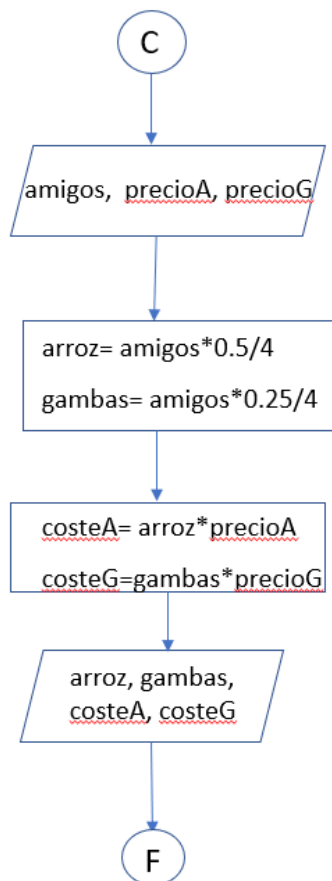 C
amigos, precioA, precioG
arroz= amigos*0.5/4
gambas= amigos*0.25/4
costeA= arroz*precioA
costeG=gambas*precioG
arroz, gambas,
costeA, costeG
F